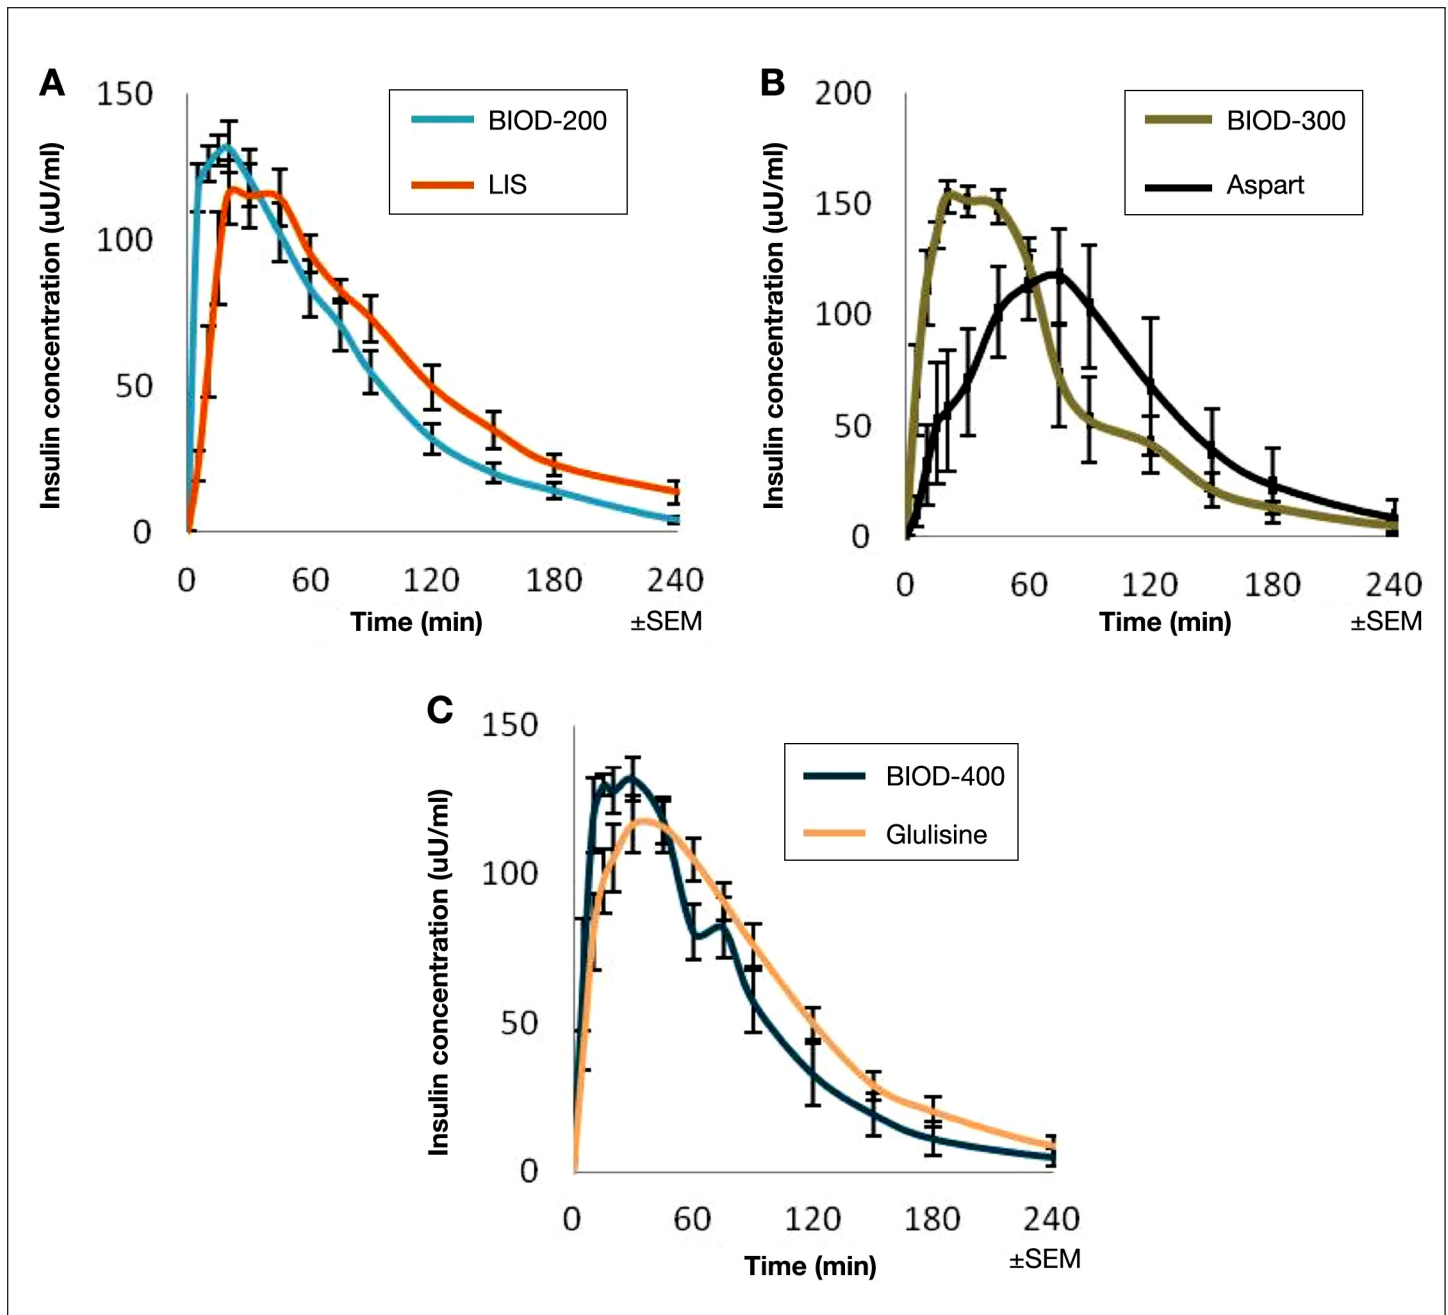 A
150
100
50
0
Insulin concentration (uU/ml)
BIOD-200
LIS
0 60 120 180 240
Time (min) ±SEM
B
200
150
100
50
0
Insulin concentration (uU/ml)
BIOD-300
Aspart
0 60 120 180 240
Time (min) ±SEM
C
150
100
50
0
Insulin concentration (uU/ml)
BIOD-400
Glulisine
0 60 120 180 240
Time (min) ±SEM